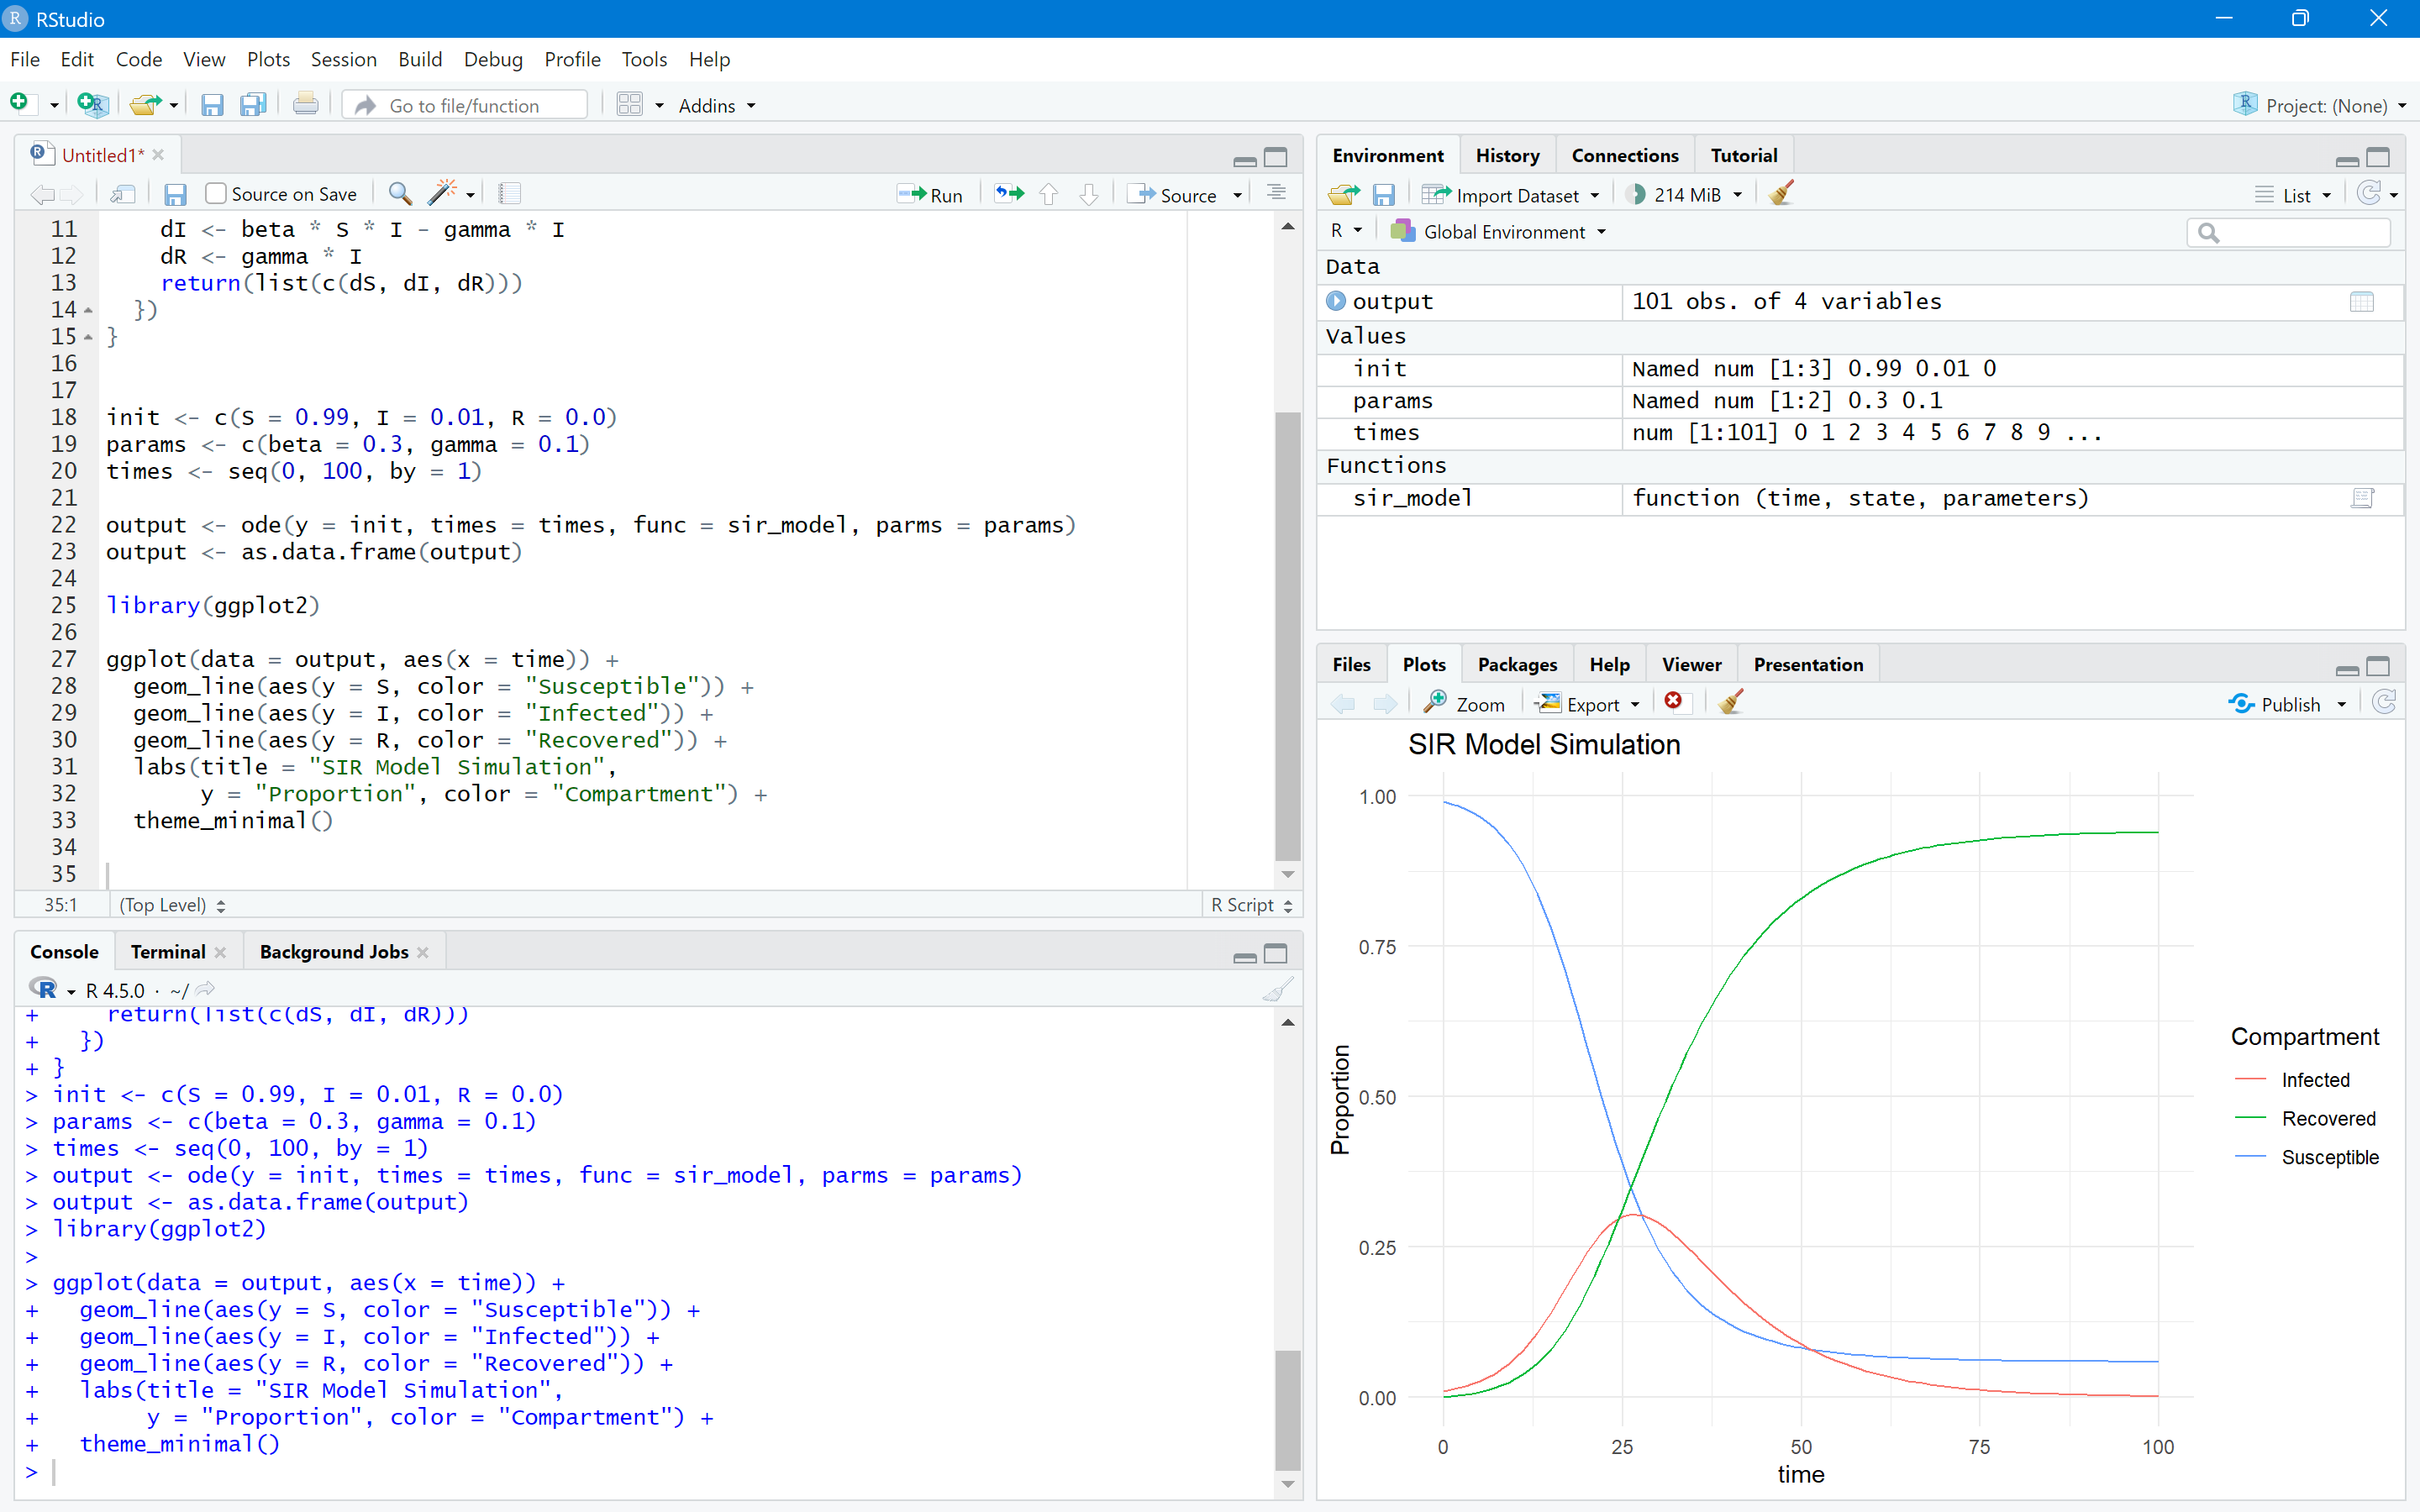 RStudio
File Edit Code View Plots Session Build Debug Profile Tools Help
Go to file/function Addins Project: (None)
Untitled1*
Source on Save Run Source
11 dI <- beta * S * I - gamma * I
12 dR <- gamma * I
13 return(list(c(dS, dI, dR)))
14 })
15 }
16
17
18 init <- c(S = 0.99, I = 0.01, R = 0.0)
19 params <- c(beta = 0.3, gamma = 0.1)
20 times <- seq(0, 100, by = 1)
21
22 output <- ode(y = init, times = times, func = sir_model, parms = params)
23 output <- as.data.frame(output)
24
25 library(ggplot2)
26
27 ggplot(data = output, aes(x = time)) +
28 geom_line(aes(y = S, color = "Susceptible")) +
29 geom_line(aes(y = I, color = "Infected")) +
30 geom_line(aes(y = R, color = "Recovered")) +
31 labs(title = "SIR Model Simulation",
32 y = "Proportion", color = "Compartment") +
33 theme_minimal()
34
35
35:1 (Top Level) R Script
Console Terminal Background Jobs
R R 4.5.0 · ~/
+ return(list(c(dS, dI, dR)))
+ })
+ }
> init <- c(S = 0.99, I = 0.01, R = 0.0)
> params <- c(beta = 0.3, gamma = 0.1)
> times <- seq(0, 100, by = 1)
> output <- ode(y = init, times = times, func = sir_model, parms = params)
> output <- as.data.frame(output)
> library(ggplot2)
>
> ggplot(data = output, aes(x = time)) +
+ geom_line(aes(y = S, color = "Susceptible")) +
+ geom_line(aes(y = I, color = "Infected")) +
+ geom_line(aes(y = R, color = "Recovered")) +
+ labs(title = "SIR Model Simulation",
+ y = "Proportion", color = "Compartment") +
+ theme_minimal()
>
Environment History Connections Tutorial
Import Dataset 214 MiB List
R Global Environment
Data
output 101 obs. of 4 variables
Values
init Named num [1:3] 0.99 0.01 0
params Named num [1:2] 0.3 0.1
times num [1:101] 0 1 2 3 4 5 6 7 8 9 ...
Functions
sir_model function (time, state, parameters)
Files Plots Packages Help Viewer Presentation
Zoom Export Publish
SIR Model Simulation
1.00
0.75
0.50
0.25
0.00
Proportion
0 25 50 75 100
time
Compartment
Infected
Recovered
Susceptible